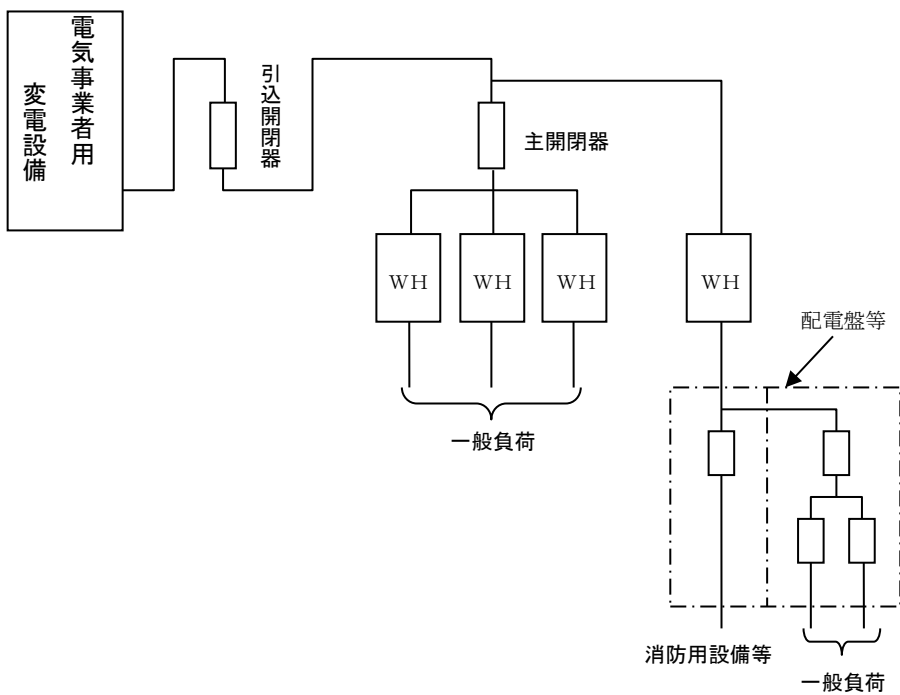 電気事業者用
変電設備
引込開閉器
主開閉器
WH
WH
WH
WH
配電盤等
一般負荷
消防用設備等
一般負荷